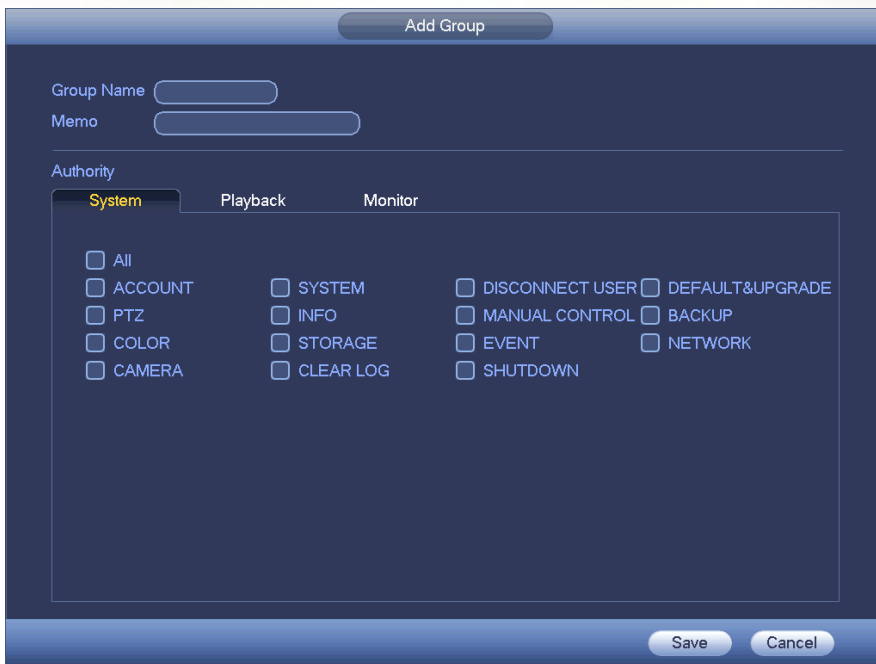 Add Group
Group Name
Memo
Authority
System Playback Monitor
All
ACCOUNT SYSTEM DISCONNECT USER DEFAULT&UPGRADE
PTZ INFO MANUAL CONTROL BACKUP
COLOR STORAGE EVENT NETWORK
CAMERA CLEAR LOG SHUTDOWN
Save Cancel